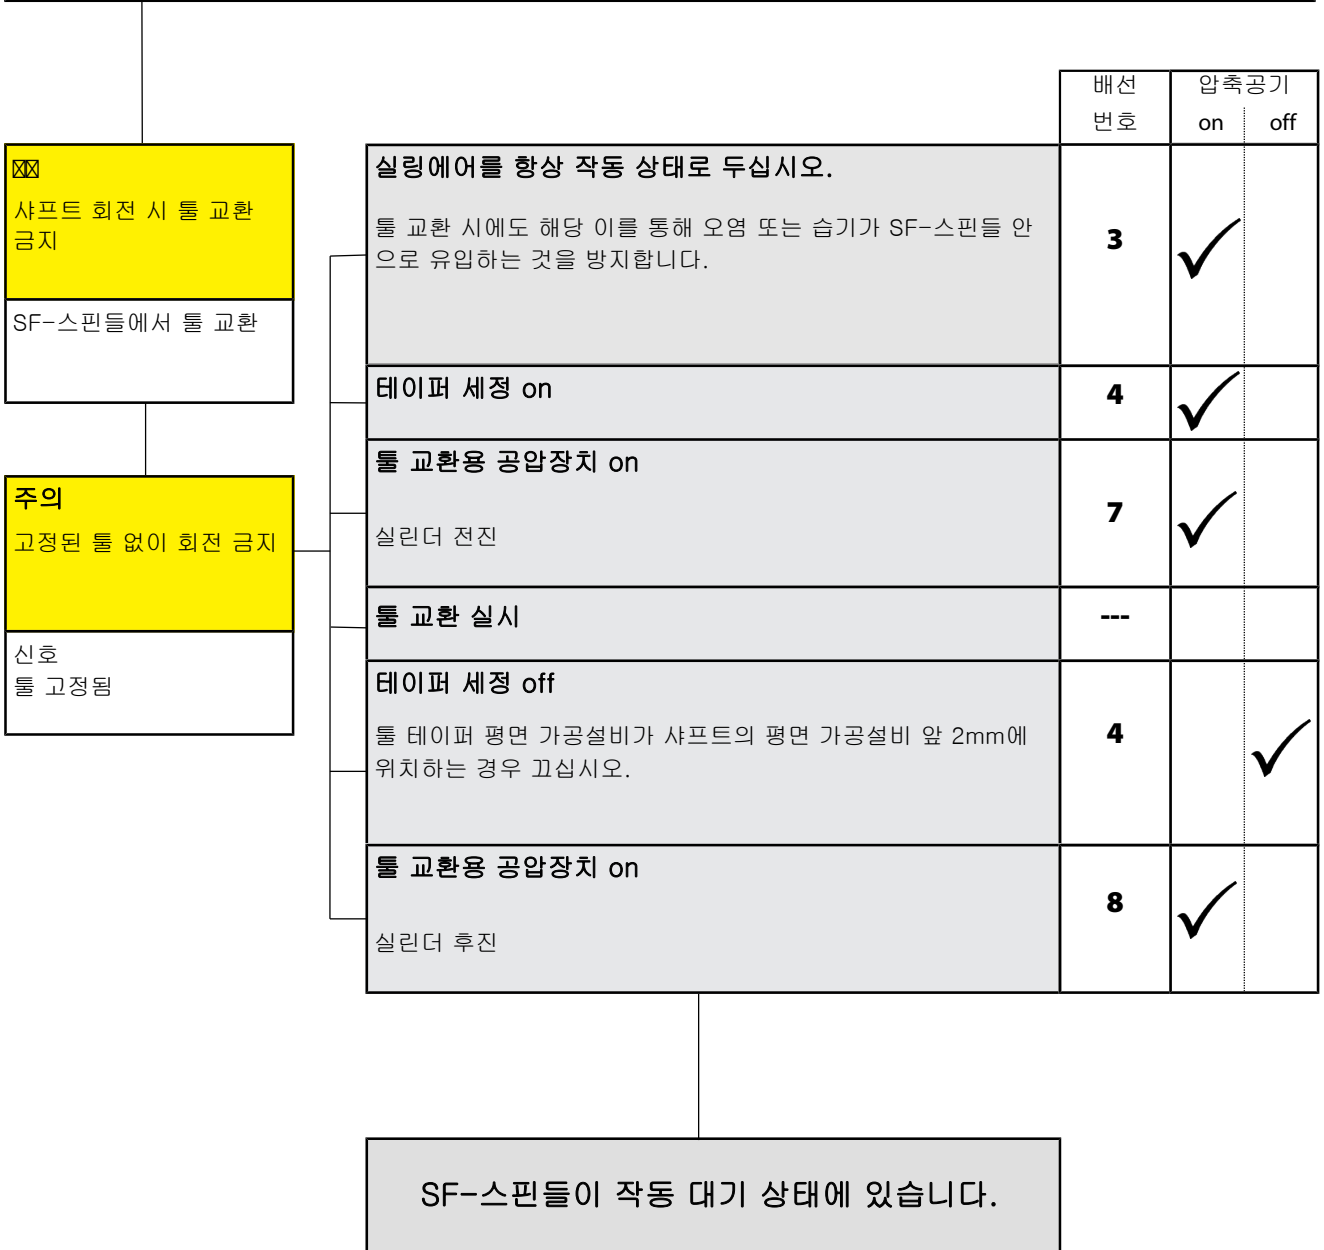 배선 압축공기
번호 on off
샤프트 회전 시 툴 교환
금지
SF-스핀들에서 툴 교환
주의
고정된 툴 없이 회전 금지
신호
툴 고정됨
실링에어를 항상 작동 상태로 두십시오.
툴 교환 시에도 해당 이를 통해 오염 또는 습기가 SF-스핀들 안
으로 유입하는 것을 방지합니다.
3
테이퍼 세정 on
4
툴 교환용 공압장치 on
실린더 전진
7
툴 교환 실시
---
테이퍼 세정 off
툴 테이퍼 평면 가공설비가 샤프트의 평면 가공설비 앞 2mm에
위치하는 경우 끄십시오.
4
툴 교환용 공압장치 on
실린더 후진
8
SF-스핀들이 작동 대기 상태에 있습니다.